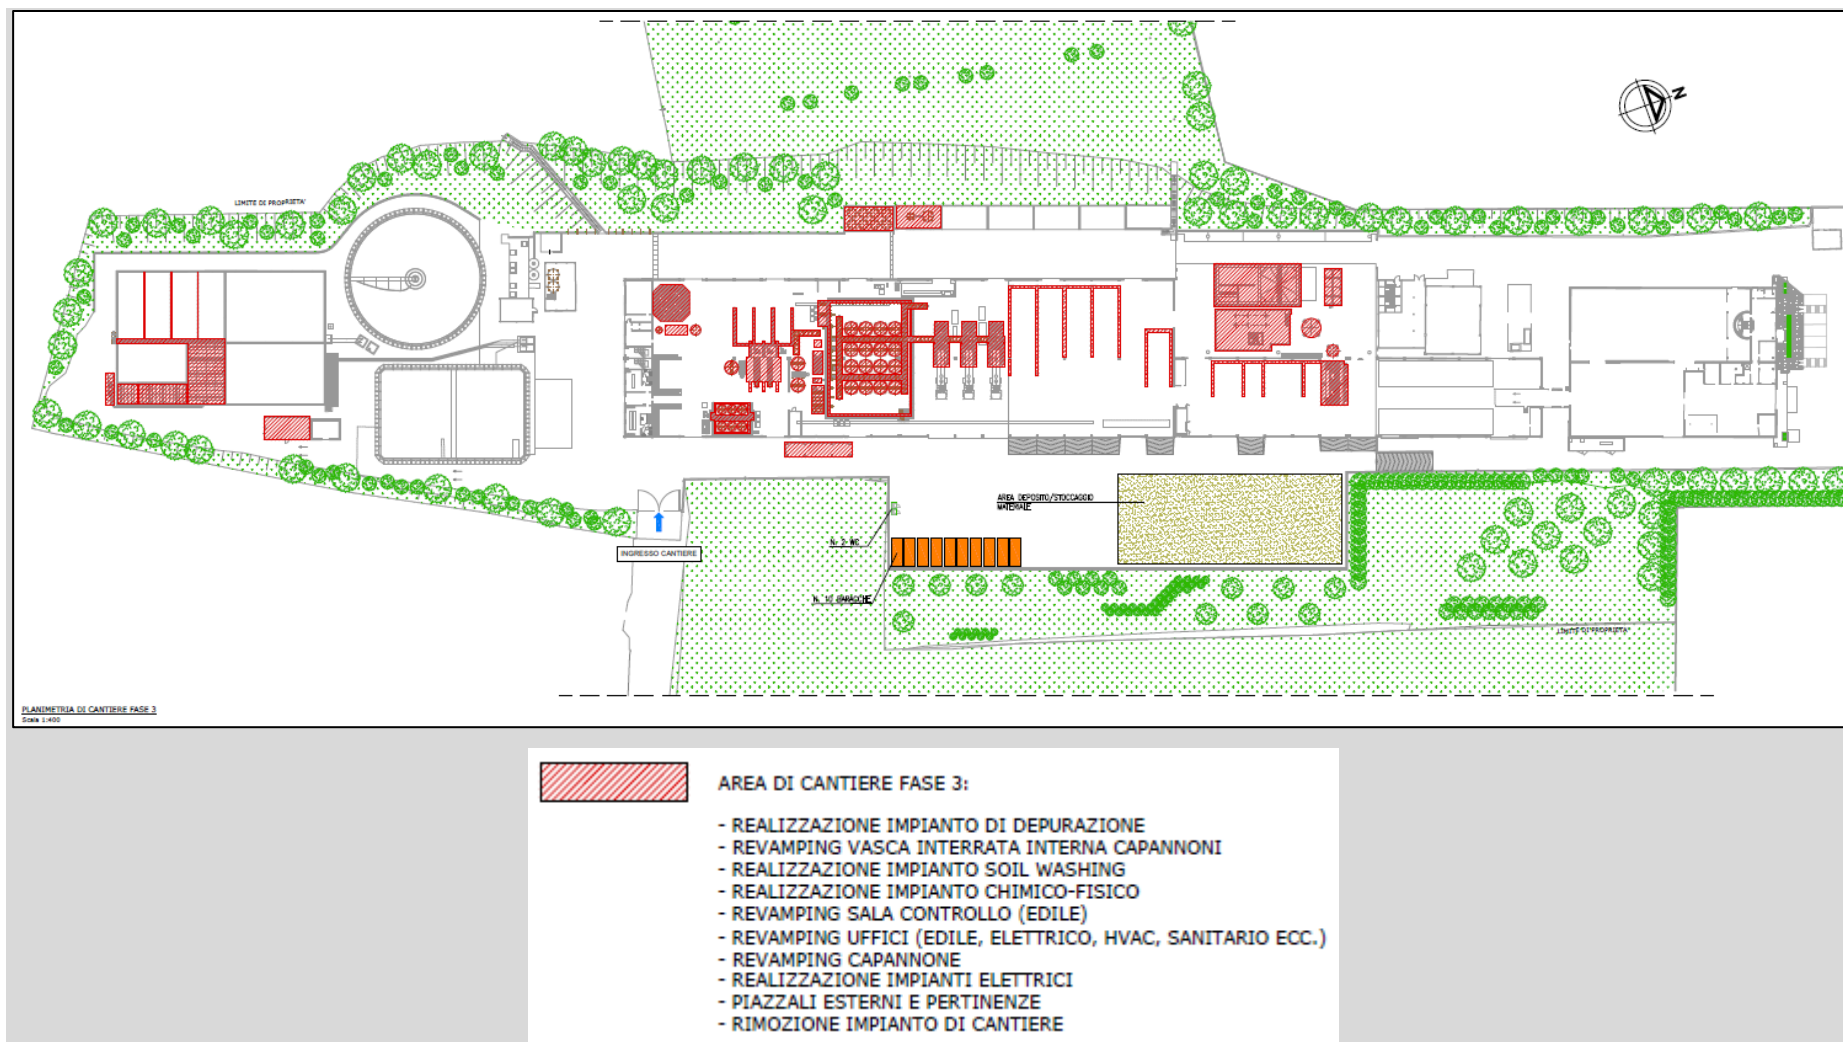 N
LIMITE DI PROPRIETA'
AREA DEPOSITO/STOCCAGGIO
MATERIALE
N. 2 WC
INGRESSO CANTIERE
N. 10 BARACCHE
LIMITE DI PROPRIETA'
PLANIMETRIA DI CANTIERE FASE 3
Scala 1:400
AREA DI CANTIERE FASE 3:
- REALIZZAZIONE IMPIANTO DI DEPURAZIONE
- REVAMPING VASCA INTERRATA INTERNA CAPANNONI
- REALIZZAZIONE IMPIANTO SOIL WASHING
- REALIZZAZIONE IMPIANTO CHIMICO-FISICO
- REVAMPING SALA CONTROLLO (EDILE)
- REVAMPING UFFICI (EDILE, ELETTRICO, HVAC, SANITARIO ECC.)
- REVAMPING CAPANNONE
- REALIZZAZIONE IMPIANTI ELETTRICI
- PIAZZALI ESTERNI E PERTINENZE
- RIMOZIONE IMPIANTO DI CANTIERE